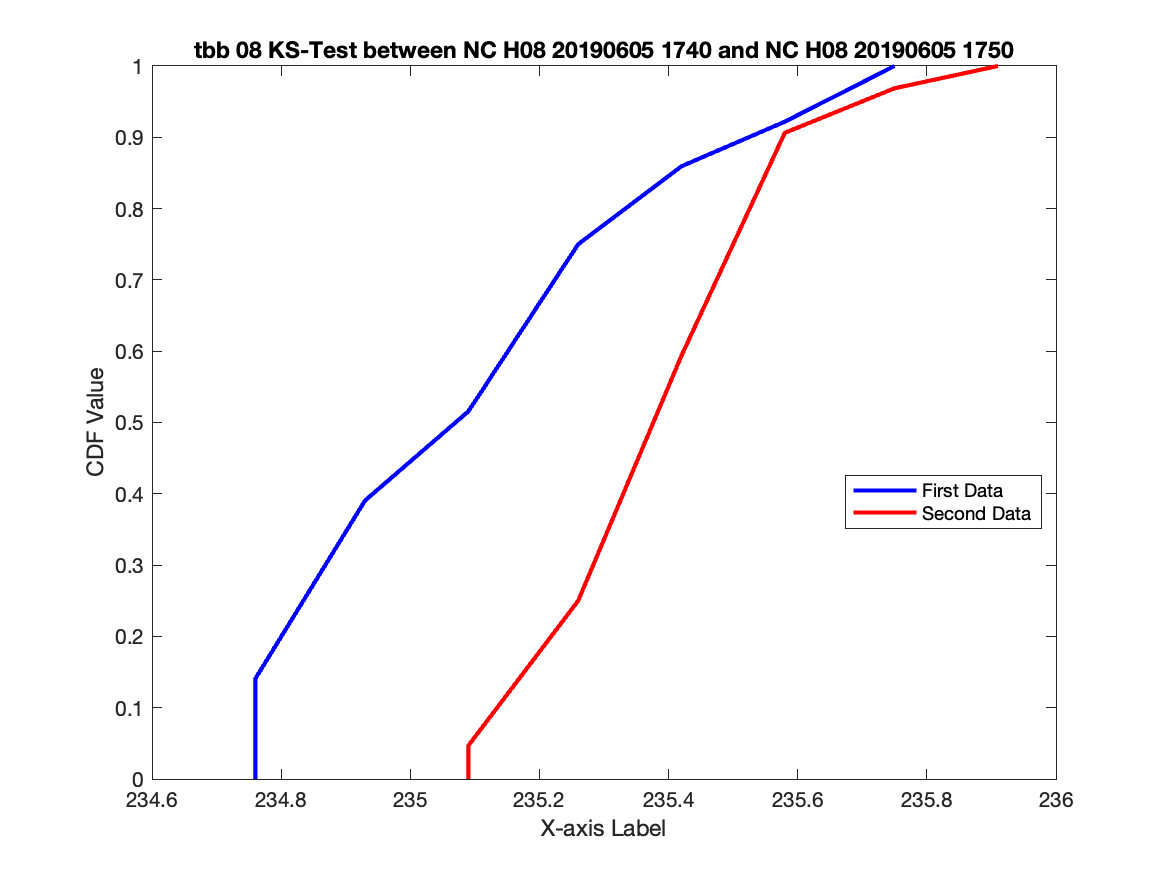 tbb 08 KS-Test between NC H08 20190605 1740 and NC H08 20190605 1750
1
0.9
0.8
0.7
0.6
0.5
0.4
0.3
0.2
0.1
0
CDF Value
First Data
Second Data
234.6 234.8 235 235.2 235.4 235.6 235.8 236
X-axis Label